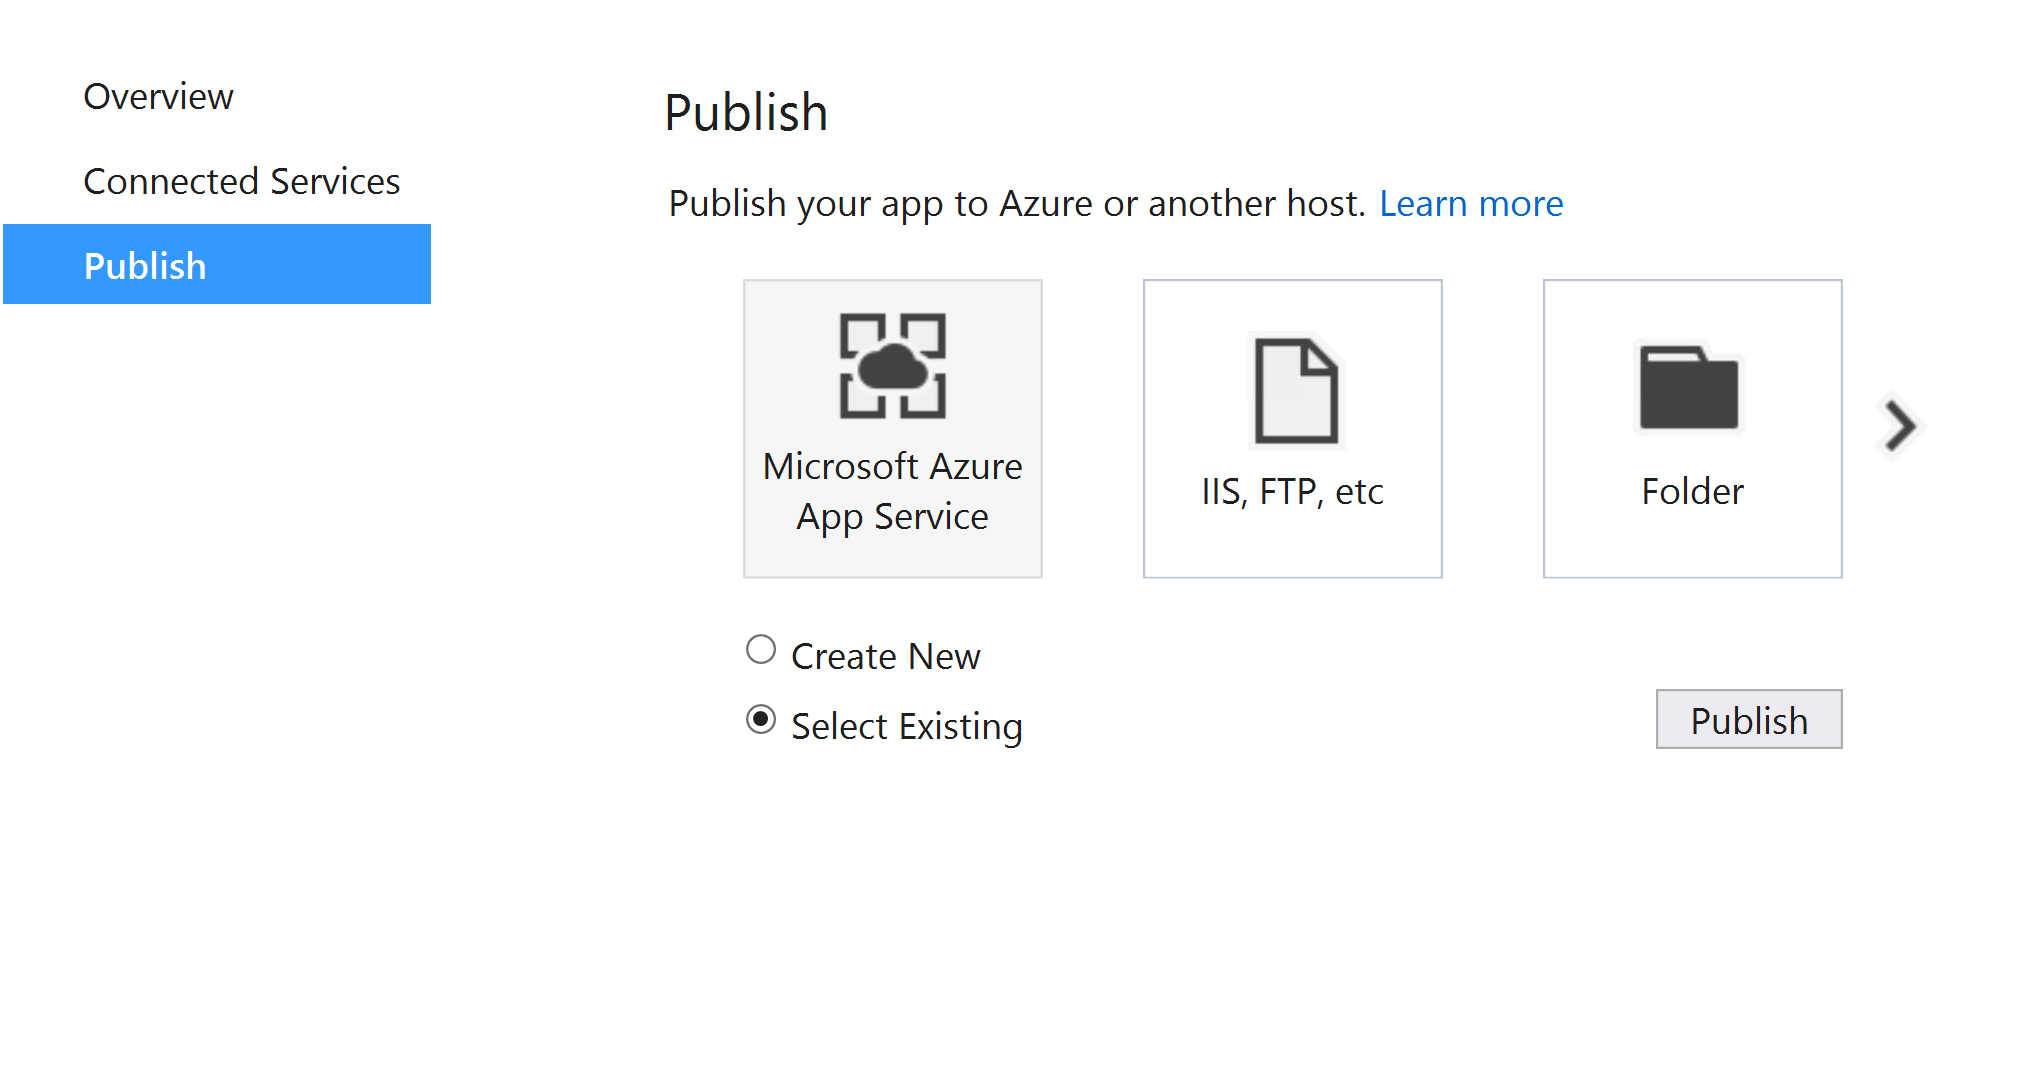 Overview
Connected Services
Publish
Publish
Publish your app to Azure or another host. Learn more
Microsoft Azure
App Service
IIS, FTP, etc
Folder
Create New
Select Existing
Publish